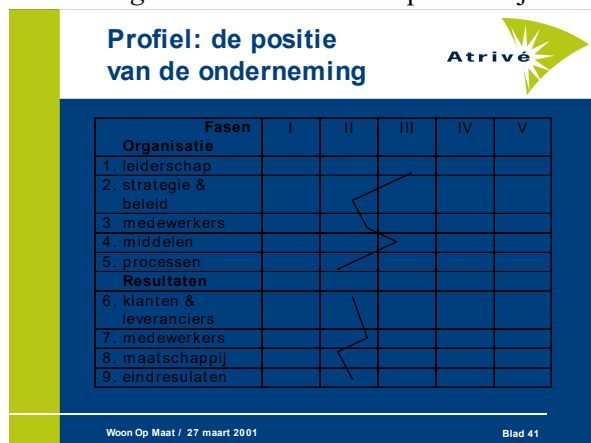 Profiel: de positie
van de onderneming
Atrivé
Fasen I II III IV V
Organisatie
1. leiderschap
2. strategie &
beleid
3 medewerkers
4. middelen
5. processen
Resultaten
6. klanten &
leveranciers
7. medewerkers
8. maatschappij
9. eindresulaten
Woon Op Maat / 27 maart 2001 Blad 41